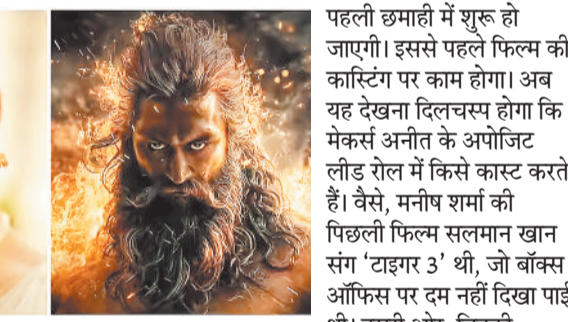 पहली छमाही में शुरू हो
जाएगी। इससे पहले फिल्म की
कास्टिंग पर काम होगा। अब
यह देखना दिलचस्प होगा कि
मेकर्स अनीत के अपोजिट
लीड रोल में किसे कास्ट करते
हैं। वैसे, मनीष शर्मा की
पिछली फिल्म सलमान खान
संग ‘टाइगर 3’ थी, जो बॉक्स
ऑफिस पर दम नहीं दिखा पाई